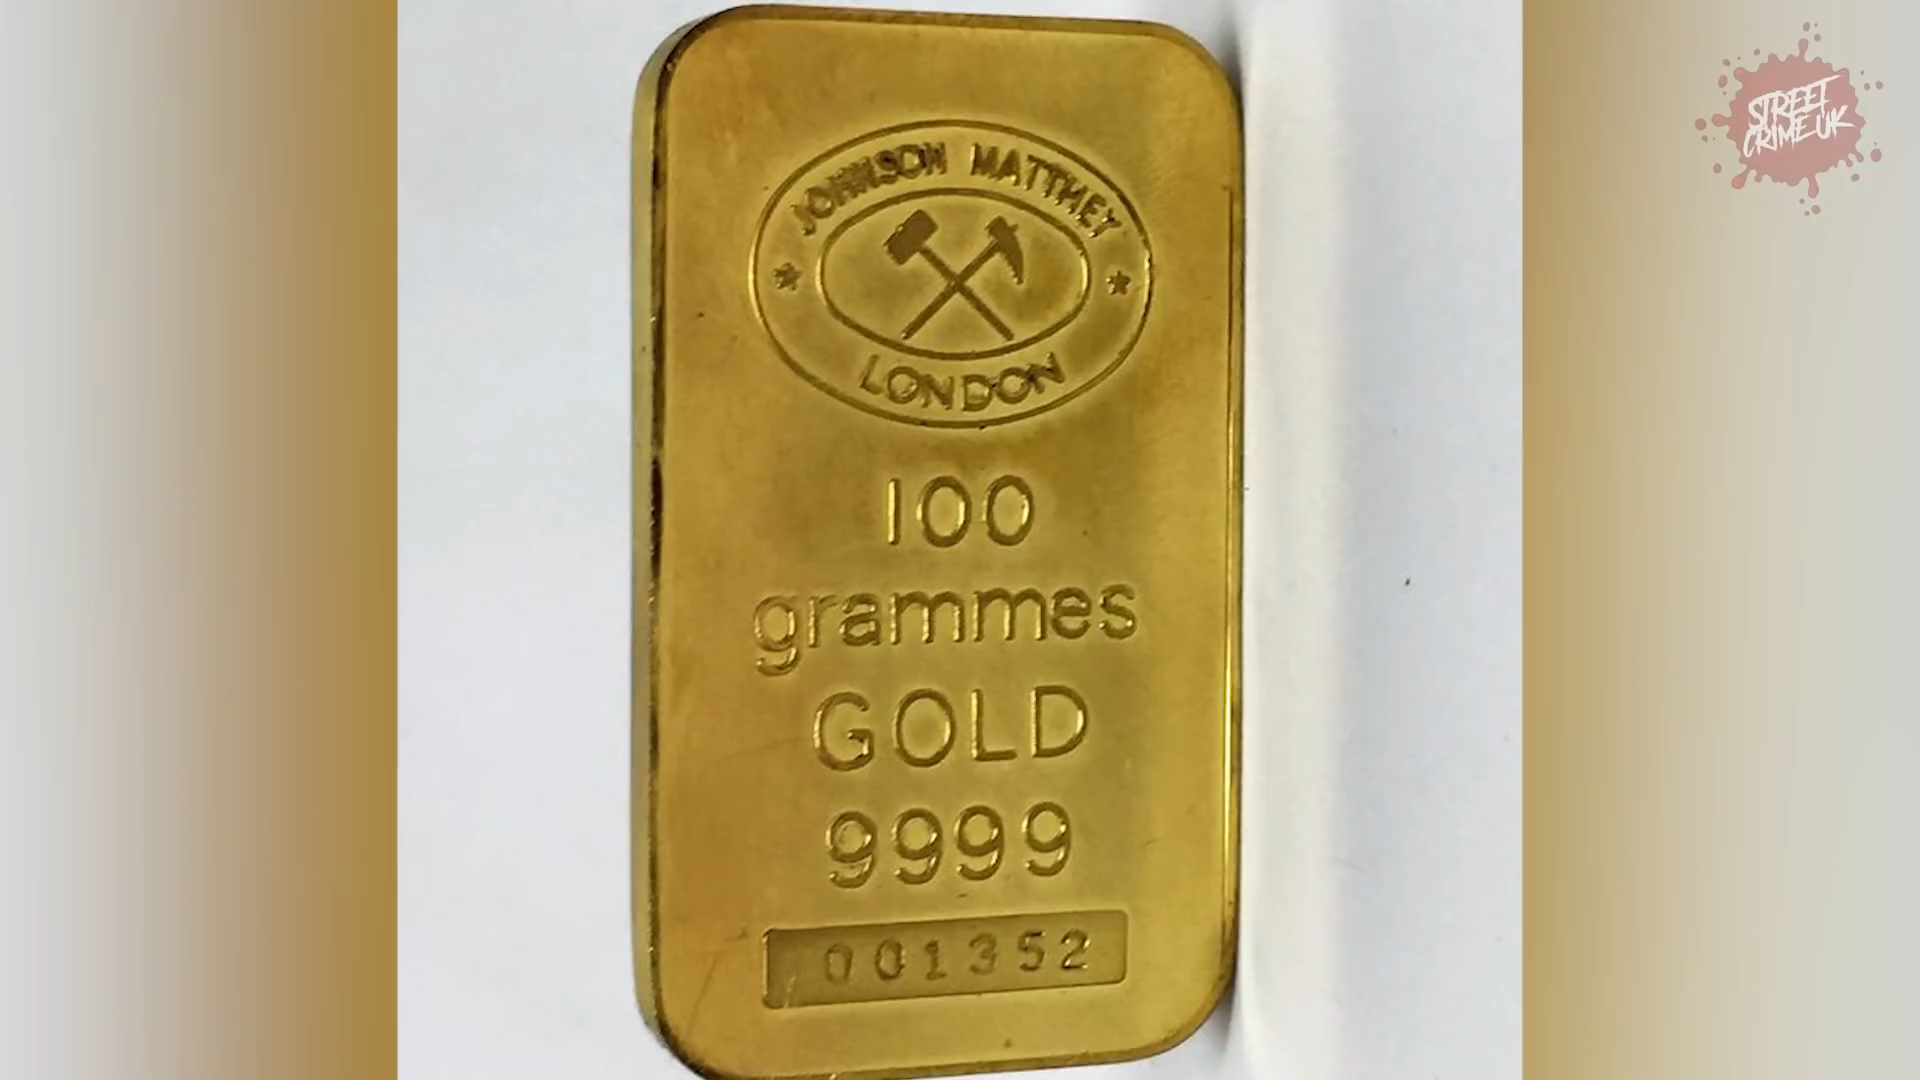 JOHNSON MATTHEY
LONDON
100
grammes
GOLD
9999
001352
STREET
CRIME UK